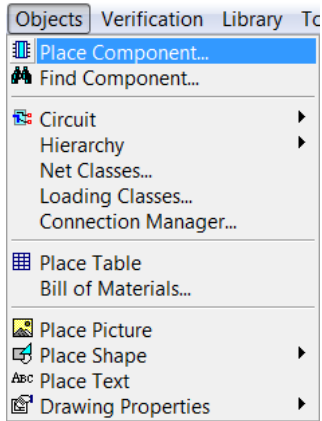 Objects Verification Library
Place Component...
Find Component...
Circuit
Hierarchy
Net Classes...
Loading Classes...
Connection Manager...
Place Table
Bill of Materials...
Place Picture
Place Shape
ABC Place Text
Drawing Properties